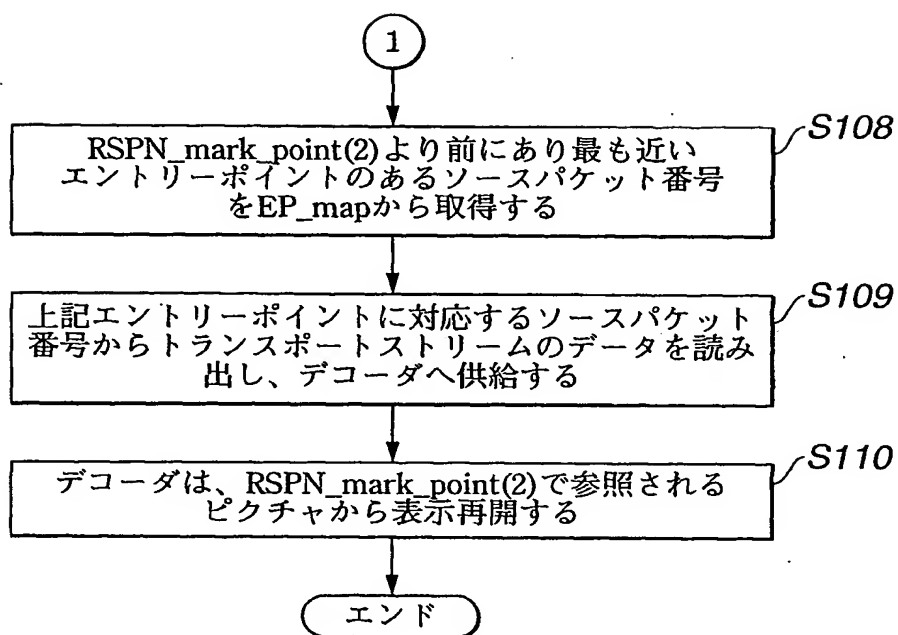 1
S108
RSPN_mark_point(2)より前にあり最も近い
エントリーポイントのあるソースパケット番号
をEP_mapから取得する
S109
上記エントリーポイントに対応するソースパケット
番号からトランスポートストリームのデータを読み
出し、デコーダへ供給する
S110
デコーダは、RSPN_mark_point(2)で参照される
ピクチャから表示再開する
エンド